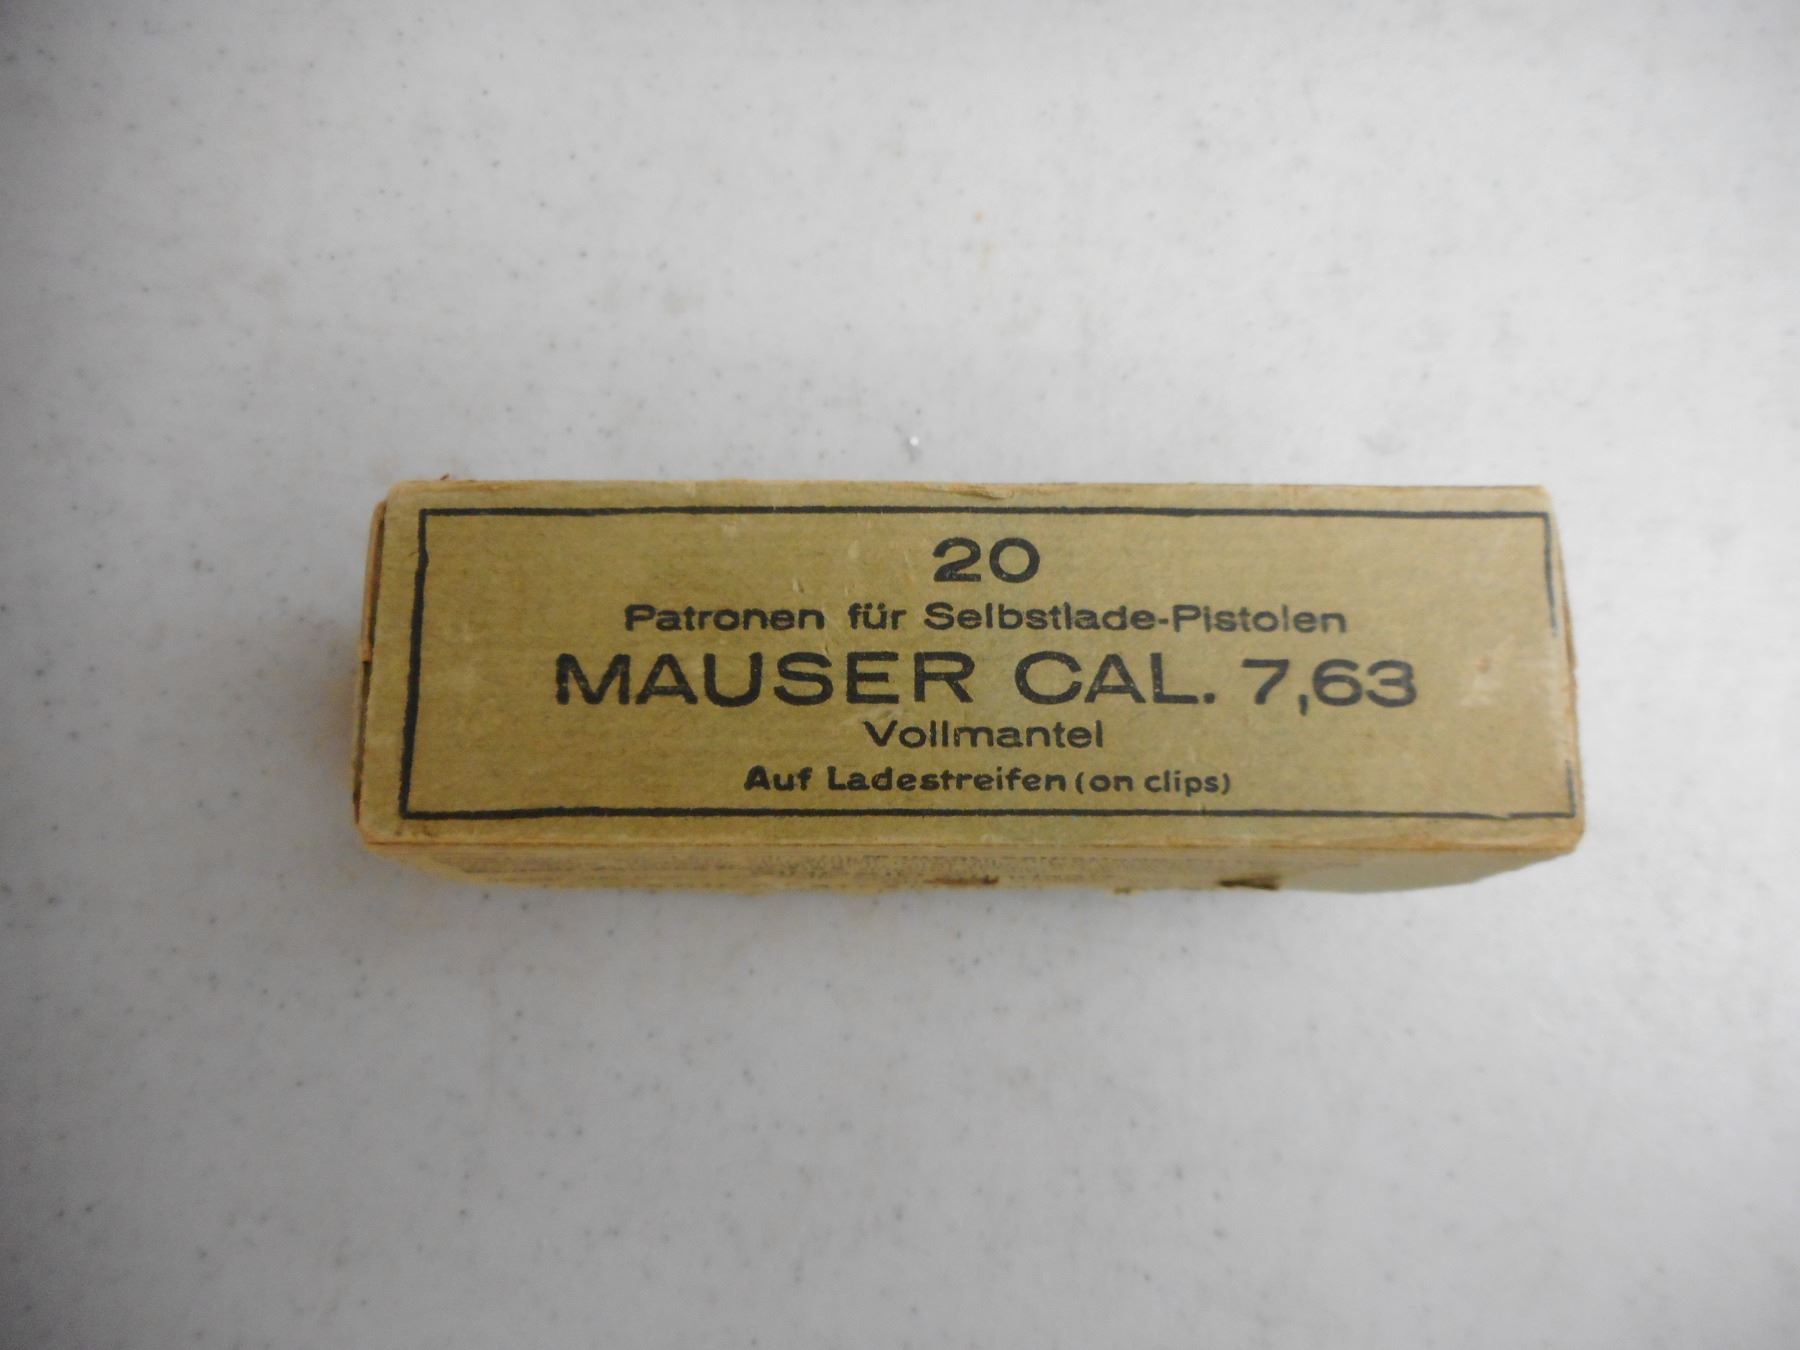 20
Patronen für Selbstlade-Pistolen
MAUSER CAL. 7,63
Vollmantel
Auf Ladestreifen (on clips)